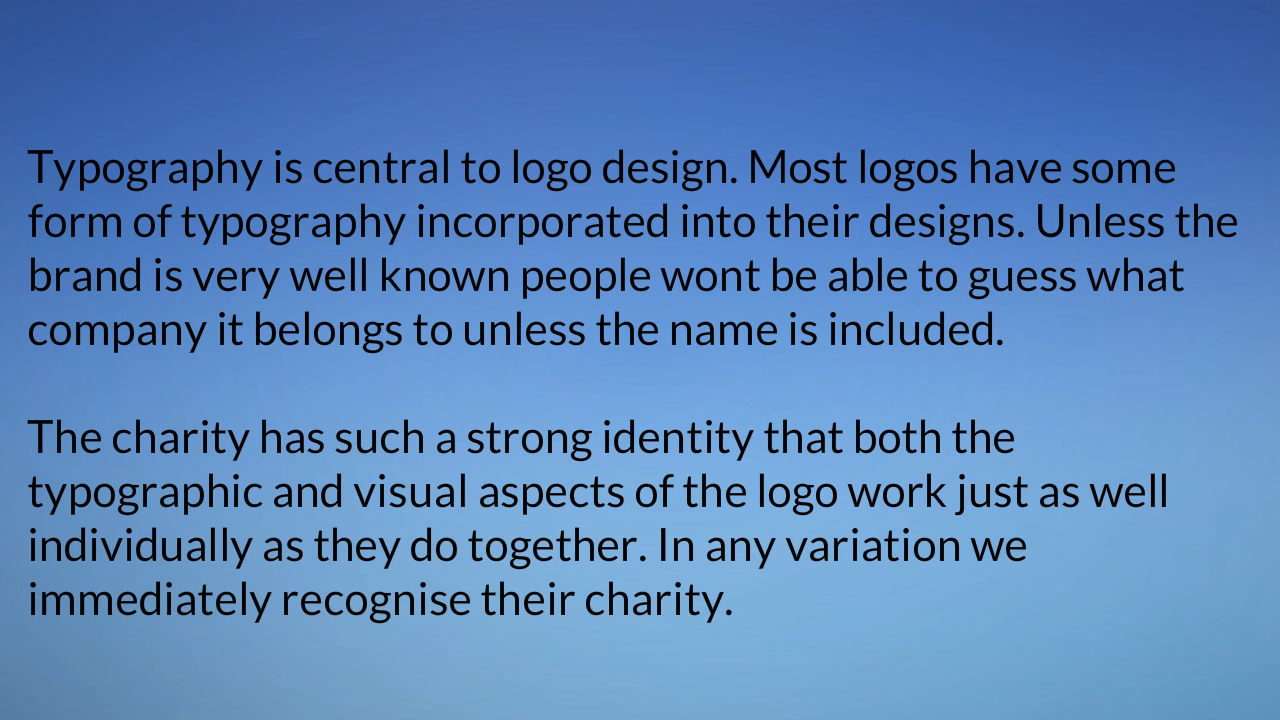 Typography is central to logo design. Most logos have some
form of typography incorporated into their designs. Unless the
brand is very well known people wont be able to guess what
company it belongs to unless the name is included.
The charity has such a strong identity that both the
typographic and visual aspects of the logo work just as well
individually as they do together. In any variation we
immediately recognise their charity.